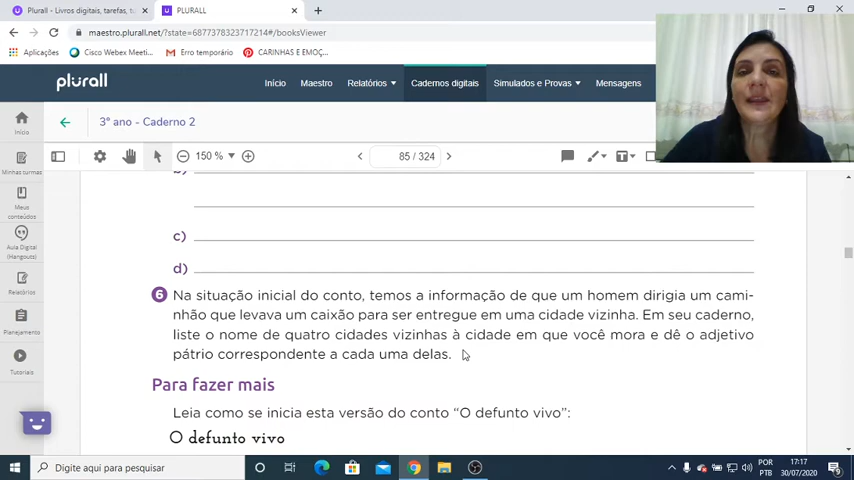 Plurall - Livros digitais, tarefas, tu
PLURALL
maestro.plurall.net/?state=6877378323717214#/booksViewer
Aplicações
Cisco Webex Meeti...
Erro temporário
CARINHAS E EMOÇ...
plurall
Início
Maestro
Relatórios
Cadernos digitais
Simulados e Provas
Mensagens
3º ano - Caderno 2
Início
Minhas turmas
Meus conteúdos
Aula Digital (Hangouts)
Relatórios
Planejamento
Tutoriais
150 %
85 / 324
b)
c)
d)
6 Na situação inicial do conto, temos a informação de que um homem dirigia um cami-
nhão que levava um caixão para ser entregue em uma cidade vizinha. Em seu caderno,
liste o nome de quatro cidades vizinhas à cidade em que você mora e dê o adjetivo
pátrio correspondente a cada uma delas.
Para fazer mais
Leia como se inicia esta versão do conto “O defunto vivo”:
O defunto vivo
Digite aqui para pesquisar
POR
PTB
17:17
30/07/2020